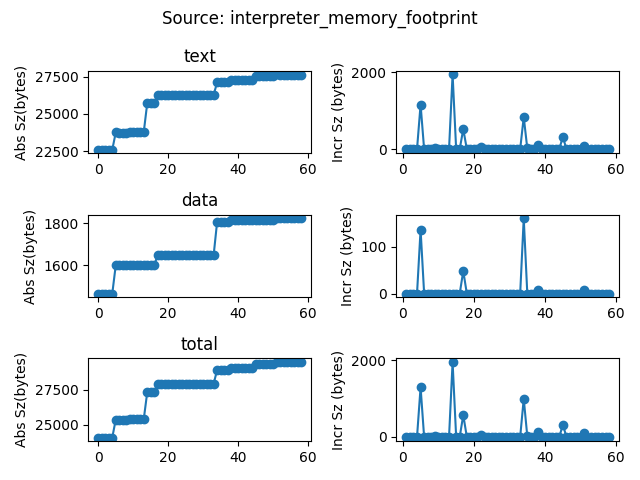 Source: interpreter_memory_footprint
text
Abs Sz(bytes)
27500
25000
22500
0 20 40 60
Incr Sz (bytes)
2000
0
0 20 40 60
data
Abs Sz(bytes)
1800
1600
0 20 40 60
Incr Sz (bytes)
100
0
0 20 40 60
total
Abs Sz(bytes)
27500
25000
0 20 40 60
Incr Sz (bytes)
2000
0
0 20 40 60